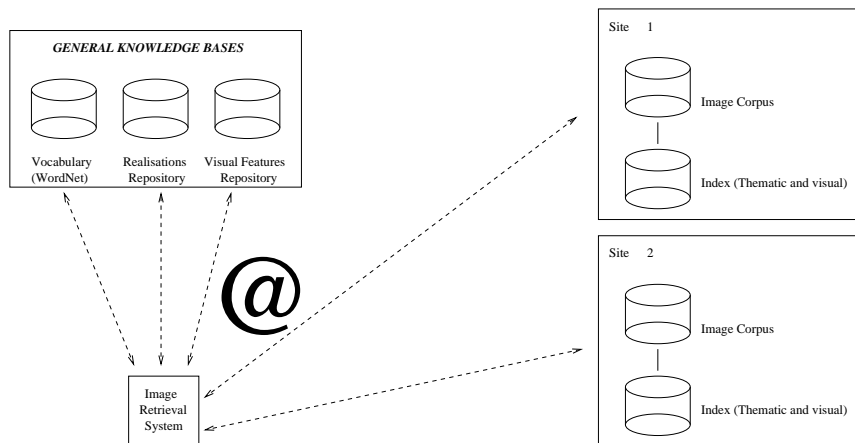 GENERAL KNOWLEDGE BASES
Vocabulary
(WordNet)
Realisations
Repository
Visual Features
Repository
@
Image
Retrieval
System
Site 1
Image Corpus
Index (Thematic and visual)
Site 2
Image Corpus
Index (Thematic and visual)